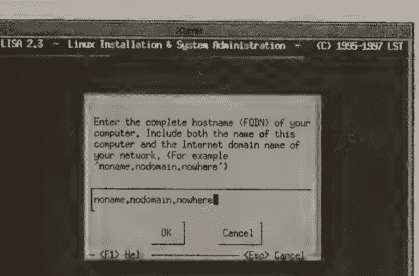 Xterm
LISA 2.3 - Linux Installation & System Administration - (C) 1995-1997 LST
Enter the complete hostname (FQDN) of your
computer. Include both the name of this
computer and the Internet domain name of
your network. (For example
'noname.nodomain.nowhere')
noname.nodomain.nowhere
OK Cancel
<F1> Hel <Esc> Cancel